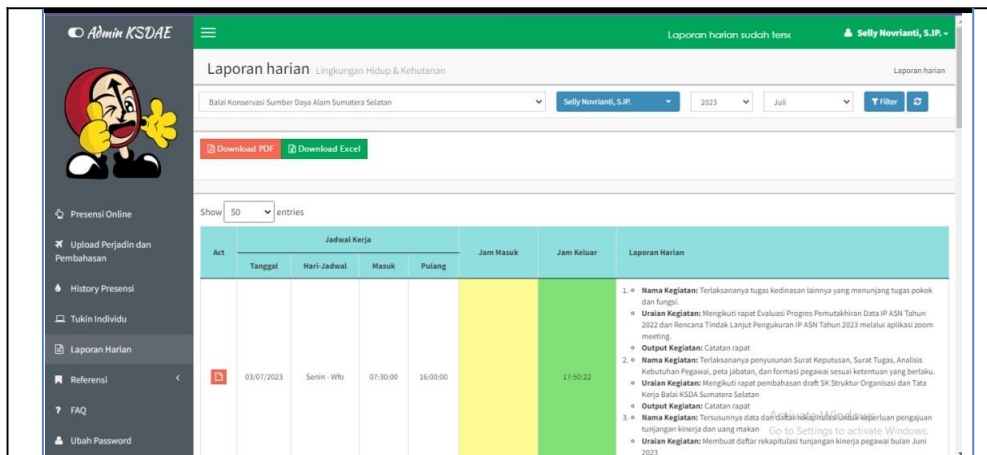 Admin KSDAE
Laporan harian sudah terse
Selly Novrianti, S.IP.
Laporan harian Lingkungan Hidup & Kehutanan
Laporan harian
Balai Konservasi Sumber Daya Alam Sumatera Selatan
Selly Novrianti, S.IP.
2023
Juli
Filter
Download PDF
Download Excel
Presensi Online
Upload Perjadin dan
Pembahasan
History Presensi
Tukin Individu
Laporan Harian
Referensi
FAQ
Ubah Password
Show 50 entries
Act
Jadwal Kerja
Jam Masuk
Jam Keluar
Laporan Harian
Tanggal
Hari-Jadwal
Masuk
Pulang
03/07/2023
Senin - Wfo
07:30:00
16:00:00
17:50:22
1. Nama Kegiatan: Terlaksananya tugas kedinasan lainnya yang menunjang tugas pokok
dan fungsi.
Uraian Kegiatan: Mengikuti rapat Evaluasi Progres Pemutakhiran Data IP ASN Tahun
2022 dan Rencana Tindak Lanjut Pengukuran IP ASN Tahun 2023 melalui aplikasi zoom
meeting.
Output Kegiatan: Catatan rapat
2. Nama Kegiatan: Terlaksananya penyusunan Surat Keputusan, Surat Tugas, Analisis
Kebutuhan Pegawai, peta jabatan, dan formasi pegawai sesuai ketentuan yang berlaku.
Uraian Kegiatan: Mengikuti rapat pembahasan draft SK Struktur Organisasi dan Tata
Kerja Balai KSDA Sumatera Selatan
Output Kegiatan: Catatan rapat
3. Nama Kegiatan: Tersusunnya data dan daftar rekapitulasi untuk keperluan pengajuan
tunjangan kinerja dan uang makan
Uraian Kegiatan: Membuat daftar rekapitulasi tunjangan kinerja pegawai bulan Juni
2023
Activate Windows
Go to Settings to activate Windows.